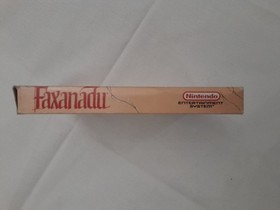 Faxanadu
Nintendo
ENTERTAINMENT
SYSTEM